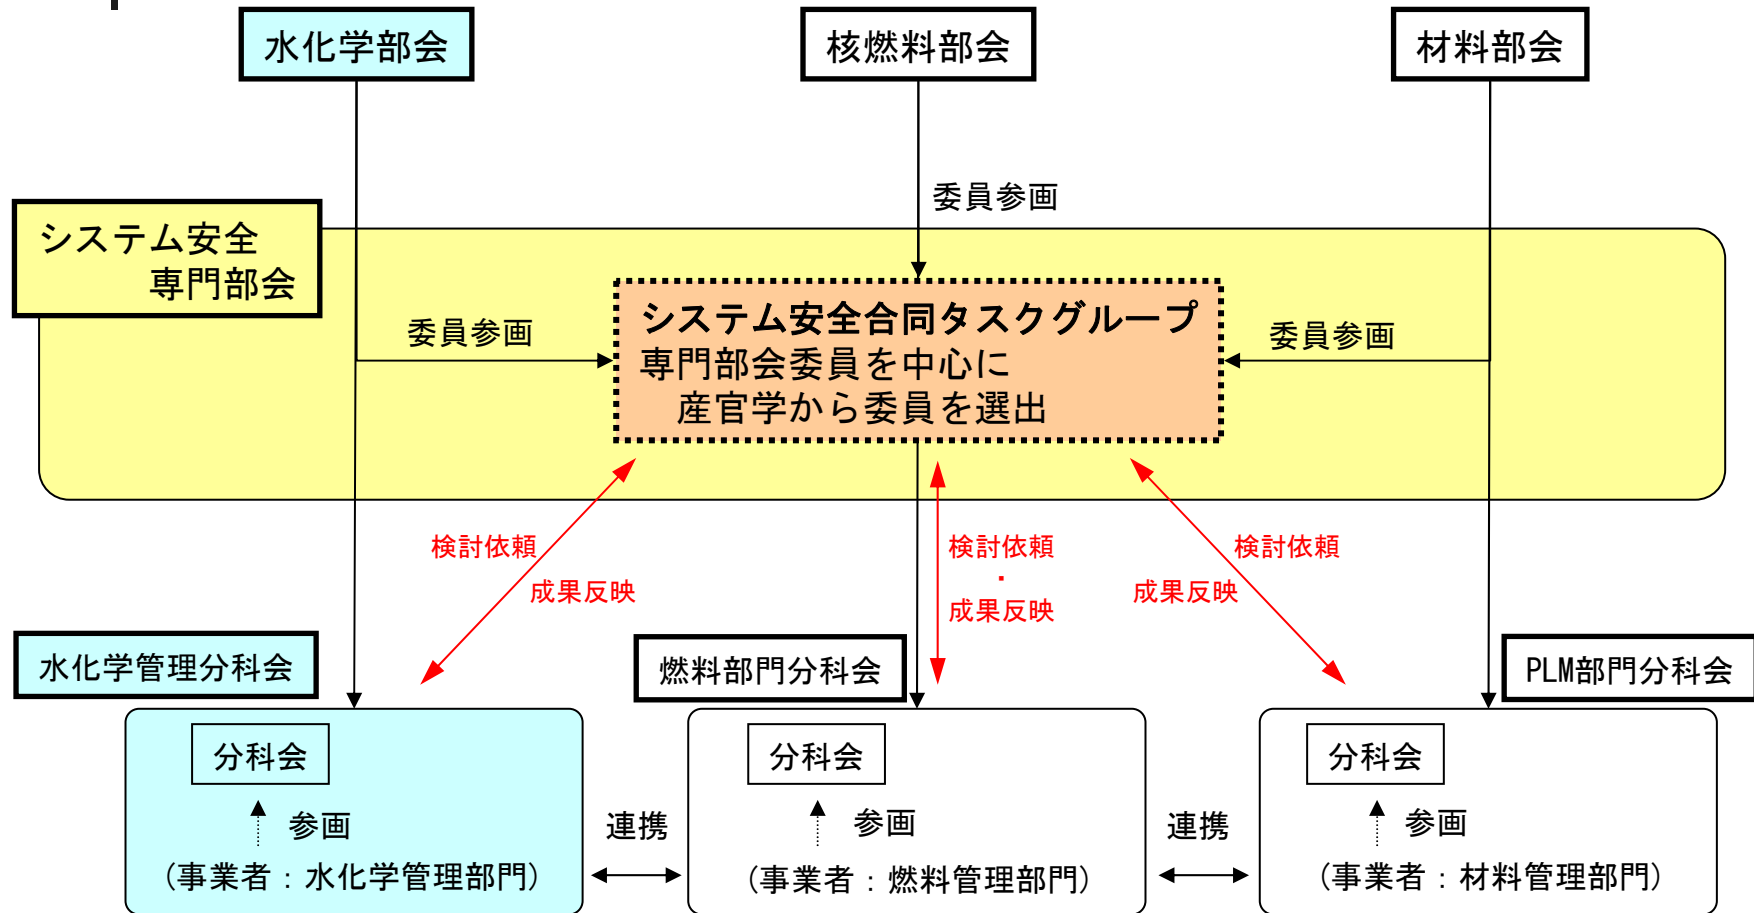 水化学部会
核燃料部会
材料部会
委員参画
システム安全
専門部会
システム安全合同タスクグループ
専門部会委員を中心に
産官学から委員を選出
委員参画
委員参画
検討依頼
成果反映
検討依頼
・
成果反映
検討依頼
成果反映
水化学管理分科会
燃料部門分科会
PLM部門分科会
分科会
参画
(事業者：水化学管理部門)
連携
分科会
参画
(事業者：燃料管理部門)
連携
分科会
参画
(事業者：材料管理部門)